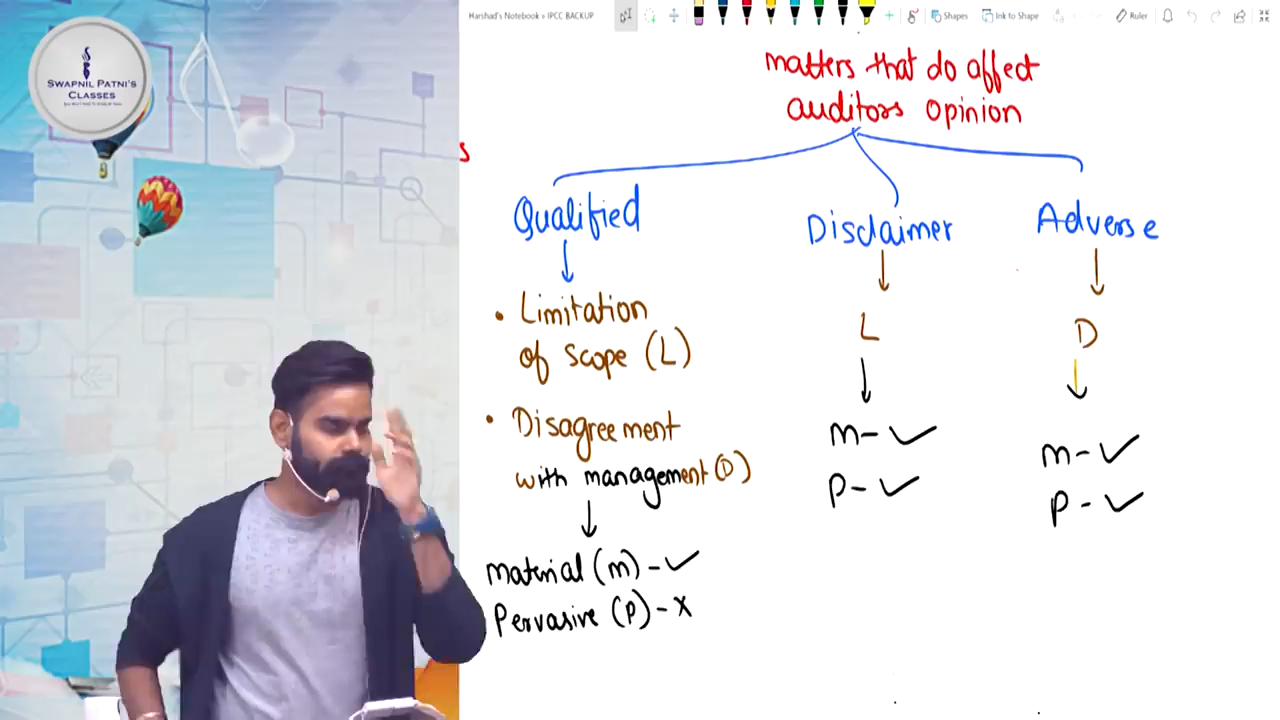 SWAPNIL PATNI'S
CLASSES
Harshad's Notebook » IPCC BACKUP
Shapes
Ink to Shape
Ruler
matters that do affect
auditors opinion
s
Qualified
Disclaimer
Adverse
• Limitation
of scope (L)
• Disagreement
with management (D)
Material (m) - ✓
Pervasive (p) - x
L
m - ✓
p - ✓
D
m - ✓
p - ✓